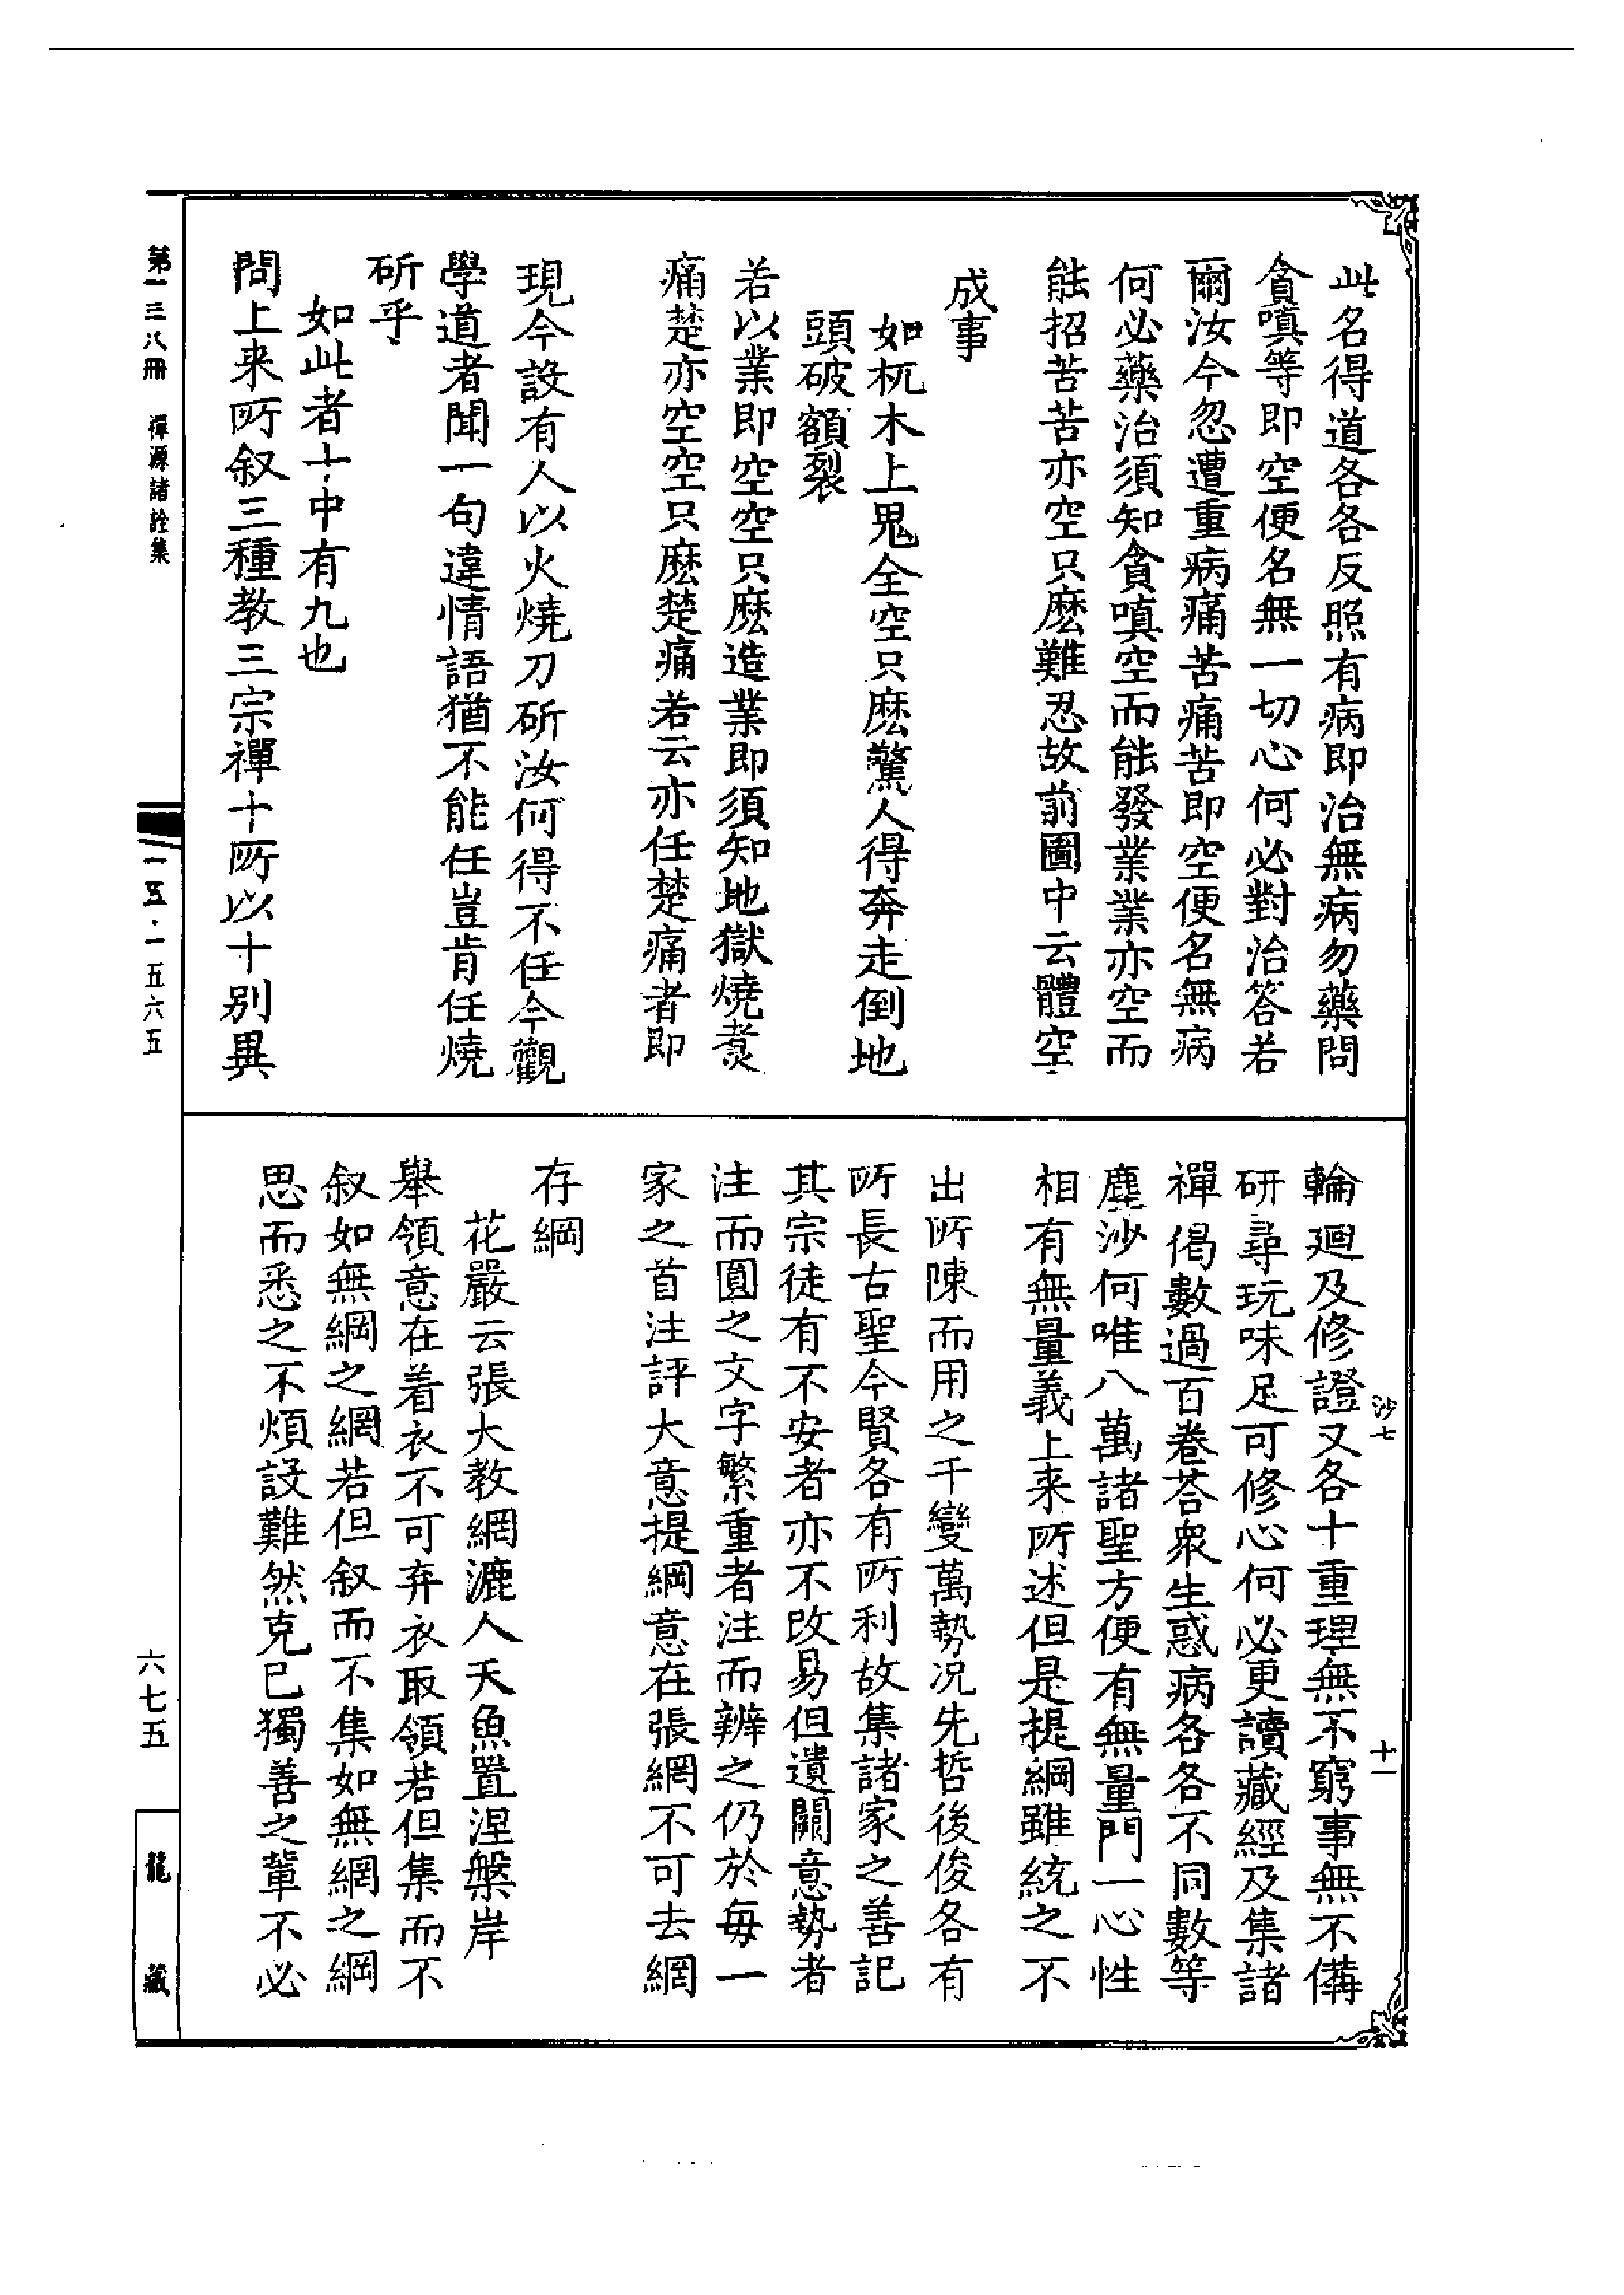 此名得道各各反照有病即治無病勿藥問
貪嗔等即空便名無一切心何必對治答若
爾汝今忽遭重病痛苦痛苦即空便名無病
何必藥治須知貪嗔空而能發業業亦空而
能招苦苦亦空只麽難忍故前圖中云體空
成事
如杌木上鬼全空只麽驚人得奔走倒地
頭破額裂
若以業即空空只麽造業即須知地獄燒煑
痛楚亦空空只麽楚痛若云亦任楚痛者即
現今設有人以火燒刀斫汝何得不任今觀
學道者聞一句違情語猶不能任豈肯任燒
斫乎
如此者十中有九也
問上来所叙三種教三宗禪十所以十別異
輪廻及修證又各十重理無不窮事無不備
研尋玩味足可修心何必更讀藏經及集諸
禪偈數過百卷荅衆生惑病各各不同數等
塵沙何唯八萬諸聖方便有無量門一心性
相有無量義上来所述但是提綱雖統之不
出所陳而用之千變萬勢况先哲後俊各有
所長古聖今賢各有所利故集諸家之善記
其宗徒有不安者亦不改易但遺闕意勢者
注而圓之文字繁重者注而辨之仍於每一
家之首注評大意提綱意在張網不可去網
存綱
花嚴云張大教網漉人天魚置涅槃岸
舉領意在着衣不可弃衣取領若但集而不
叙如無綱之網若但叙而不集如無網之綱
思而悉之不煩設難然克已獨善之軰不必
沙七
十一
第一三八冊
禪源諸詮集
一五·一五六五
六七五
龍藏